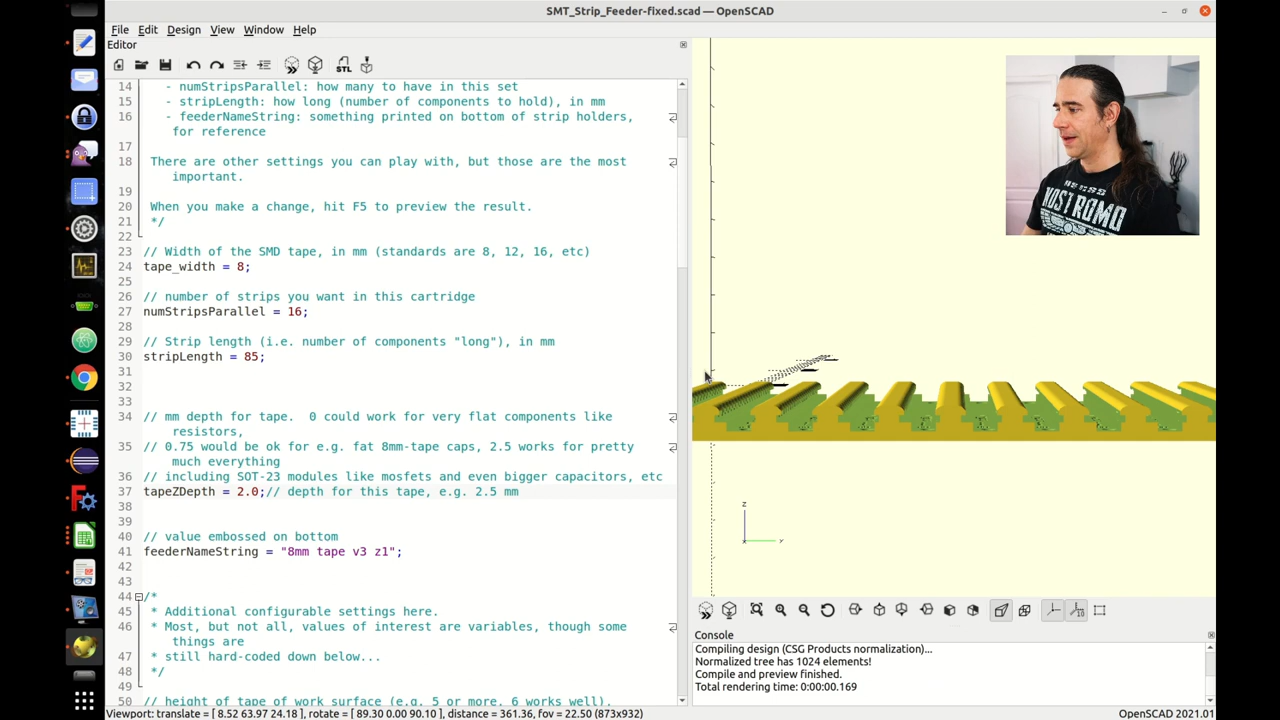 SMT_Strip_Feeder-fixed.scad — OpenSCAD
File Edit Design View Window Help
Editor
14 - numStripsParallel: how many to have in this set
15 - stripLength: how long (number of components to hold), in mm
16 - feederNameString: something printed on bottom of strip holders,
for reference
17
18 There are other settings you can play with, but those are the most
important.
19
20 When you make a change, hit F5 to preview the result.
21 */
22
23 // Width of the SMD tape, in mm (standards are 8, 12, 16, etc)
24 tape_width = 8;
25
26 // number of strips you want in this cartridge
27 numStripsParallel = 16;
28
29 // Strip length (i.e. number of components "long"), in mm
30 stripLength = 85;
31
32
33
34 // mm depth for tape.  0 could work for very flat components like
resistors,
35 // 0.75 would be ok for e.g. fat 8mm-tape caps, 2.5 works for pretty
much everything
36 // including SOT-23 modules like mosfets and even bigger capacitors, etc
37 tapeZDepth = 2.0;// depth for this tape, e.g. 2.5 mm
38
39
40 // value embossed on bottom
41 feederNameString = "8mm tape v3 z1";
42
43
44 /*
45 * Additional configurable settings here.
46 * Most, but not all, values of interest are variables, though some
things are
47 * still hard-coded down below...
48 */
49
50 // height of tape of work surface (e.g. 5 or more. 6 works well).
NOSTROMO
STL
z
y
x
Console
Compiling design (CSG Products normalization)...
Normalized tree has 1024 elements!
Compile and preview finished.
Total rendering time: 0:00:00.169
Viewport: translate = [ 8.52 63.97 24.18 ], rotate = [ 89.30 0.00 90.10 ], distance = 361.36, fov = 22.50 (873x932)
OpenSCAD 2021.01